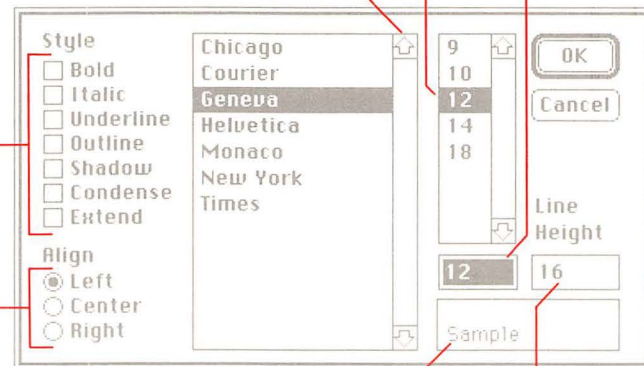 Style
Bold
Italic
Underline
Outline
Shadow
Condense
Extend
Align
Left
Center
Right
Chicago
Courier
Geneva
Helvetica
Monaco
New York
Times
9
10
12
14
18
12
OK
Cancel
Line
Height
16
Sample